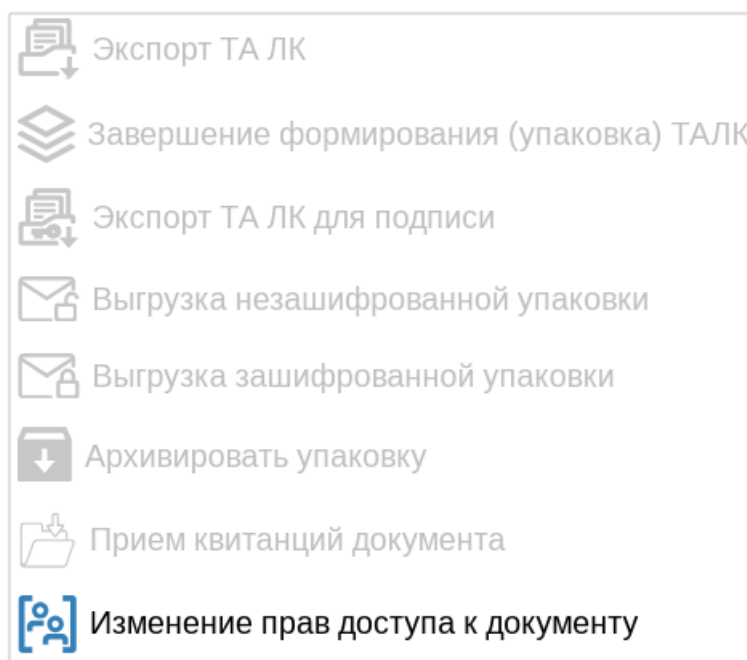 Экспорт ТА ЛК
Завершение формирования (упаковка) ТАЛК
Экспорт ТА ЛК для подписи
Выгрузка незашифрованной упаковки
Выгрузка зашифрованной упаковки
Архивировать упаковку
Прием квитанций документа
Изменение прав доступа к документу